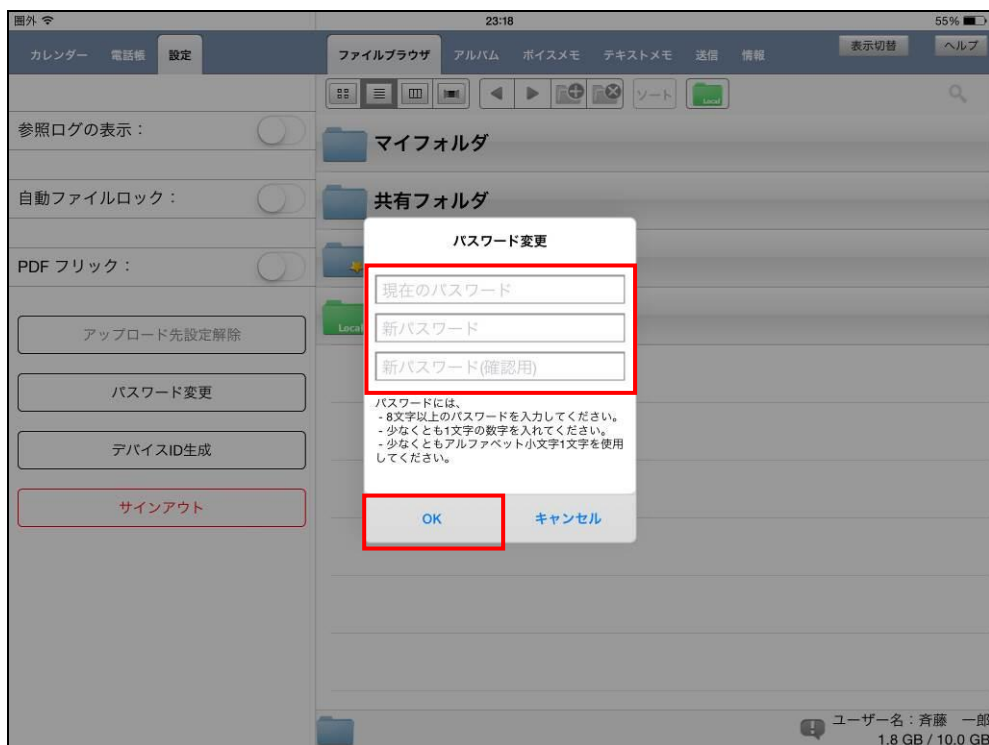 圏外
23:18
55%
カレンダー 電話帳 設定
ファイルブラウザ アルバム ボイスメモ テキストメモ 送信 情報
表示切替 ヘルプ
ソート
Local
参照ログの表示：
マイフォルダ
自動ファイルロック：
共有フォルダ
パスワード変更
PDF フリック：
現在のパスワード
新パスワード
新パスワード(確認用)
Local
アップロード先設定解除
パスワード変更
デバイスID生成
サインアウト
パスワードには、
- 8文字以上のパスワードを入力してください。
- 少なくとも1文字の数字を入れてください。
- 少なくともアルファベット小文字1文字を使用
してください。
OK キャンセル
ユーザー名：斉藤　一郎
1.8 GB / 10.0 GB